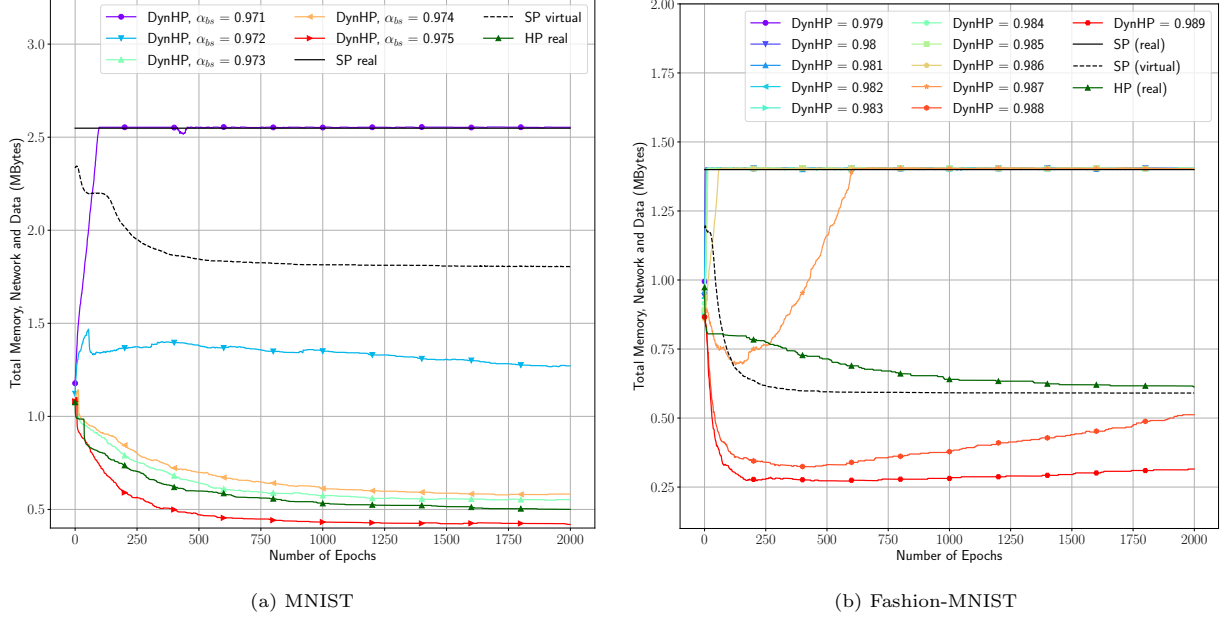 DynHP, αbs = 0.971
DynHP, αbs = 0.972
DynHP, αbs = 0.973
DynHP, αbs = 0.974
DynHP, αbs = 0.975
SP real
SP virtual
HP real
Total Memory, Network and Data (MBytes)
3.0
2.5
2.0
1.5
1.0
0.5
0 250 500 750 1000 1250 1500 1750 2000
Number of Epochs
(a) MNIST
DynHP = 0.979
DynHP = 0.98
DynHP = 0.981
DynHP = 0.982
DynHP = 0.983
DynHP = 0.984
DynHP = 0.985
DynHP = 0.986
DynHP = 0.987
DynHP = 0.988
DynHP = 0.989
SP (real)
SP (virtual)
HP (real)
Total Memory, Network and Data (MBytes)
2.00
1.75
1.50
1.25
1.00
0.75
0.50
0.25
0 250 500 750 1000 1250 1500 1750 2000
Number of Epochs
(b) Fashion-MNIST